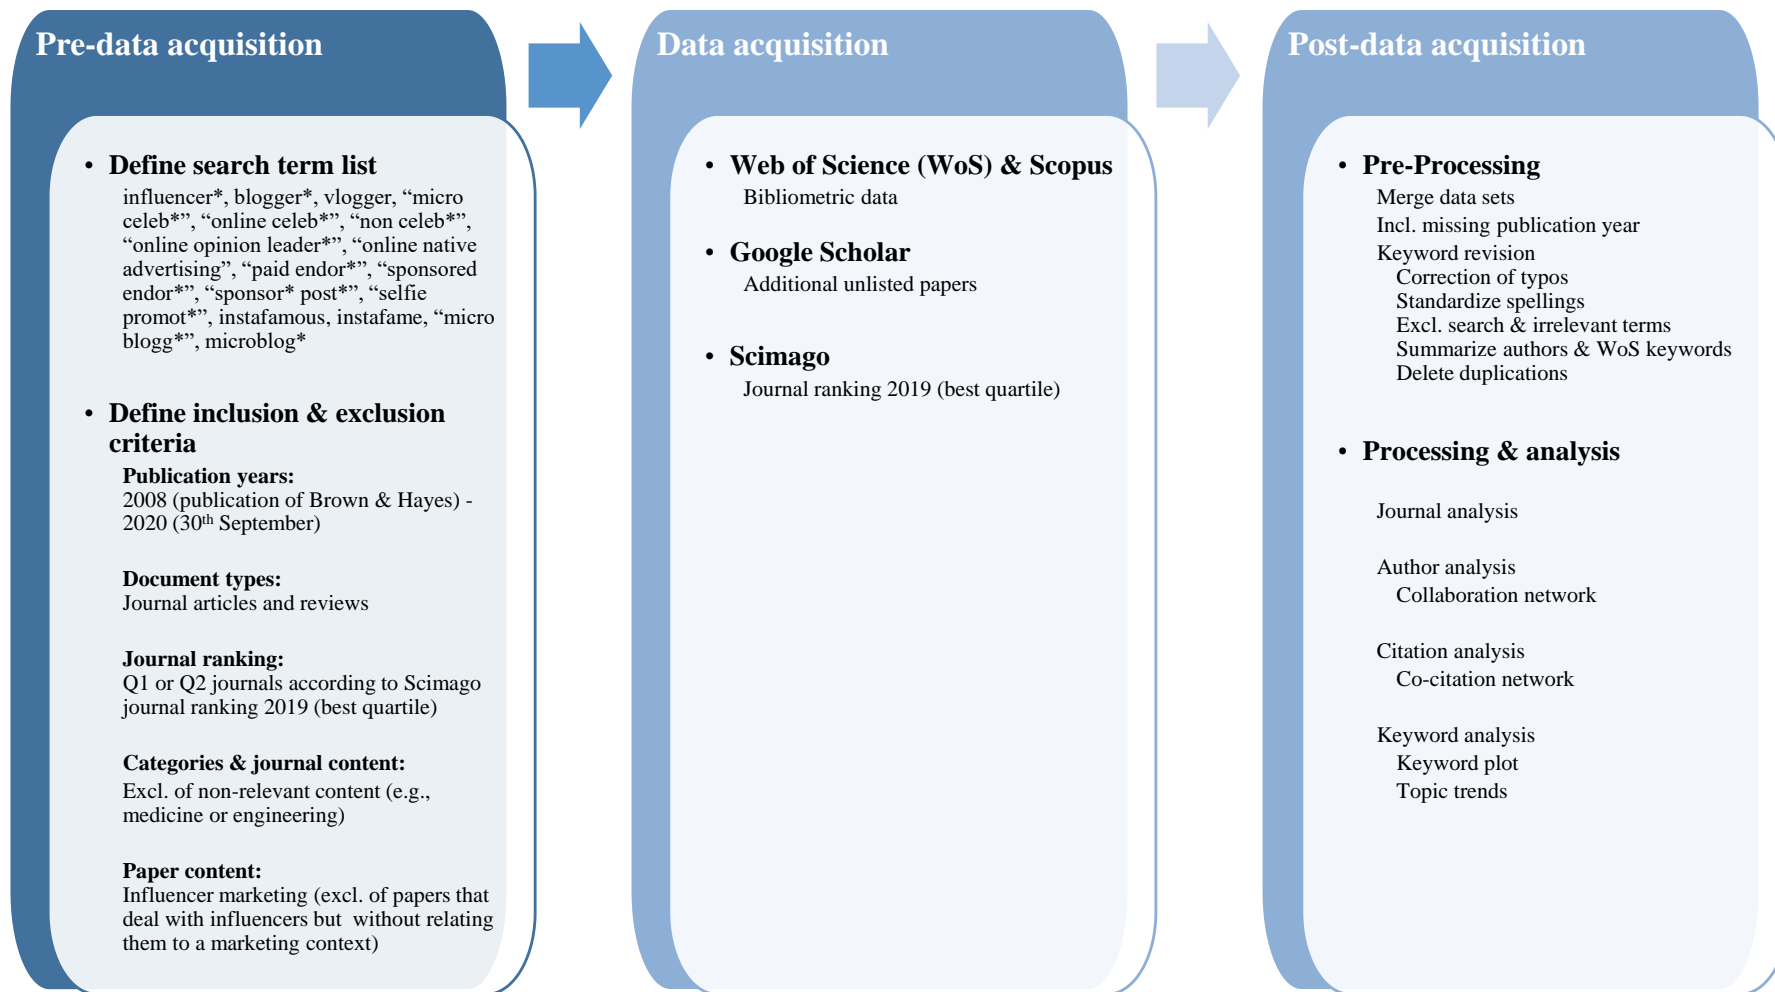 Pre-data acquisition
• Define search term list
influencer*, blogger*, vlogger, “micro
celeb*”, “online celeb*”, “non celeb*”,
“online opinion leader*”, “online native
advertising”, “paid endor*”, “sponsored
endor*”, “sponsor* post*”, “selfie
promot*”, instafamous, instafame, “micro
blogg*”, microblog*
• Define inclusion & exclusion
criteria
Publication years:
2008 (publication of Brown & Hayes) -
2020 (30th September)
Document types:
Journal articles and reviews
Journal ranking:
Q1 or Q2 journals according to Scimago
journal ranking 2019 (best quartile)
Categories & journal content:
Excl. of non-relevant content (e.g.,
medicine or engineering)
Paper content:
Influencer marketing (excl. of papers that
deal with influencers but without relating
them to a marketing context)
Data acquisition
• Web of Science (WoS) & Scopus
Bibliometric data
• Google Scholar
Additional unlisted papers
• Scimago
Journal ranking 2019 (best quartile)
Post-data acquisition
• Pre-Processing
Merge data sets
Incl. missing publication year
Keyword revision
Correction of typos
Standardize spellings
Excl. search & irrelevant terms
Summarize authors & WoS keywords
Delete duplications
• Processing & analysis
Journal analysis
Author analysis
Collaboration network
Citation analysis
Co-citation network
Keyword analysis
Keyword plot
Topic trends